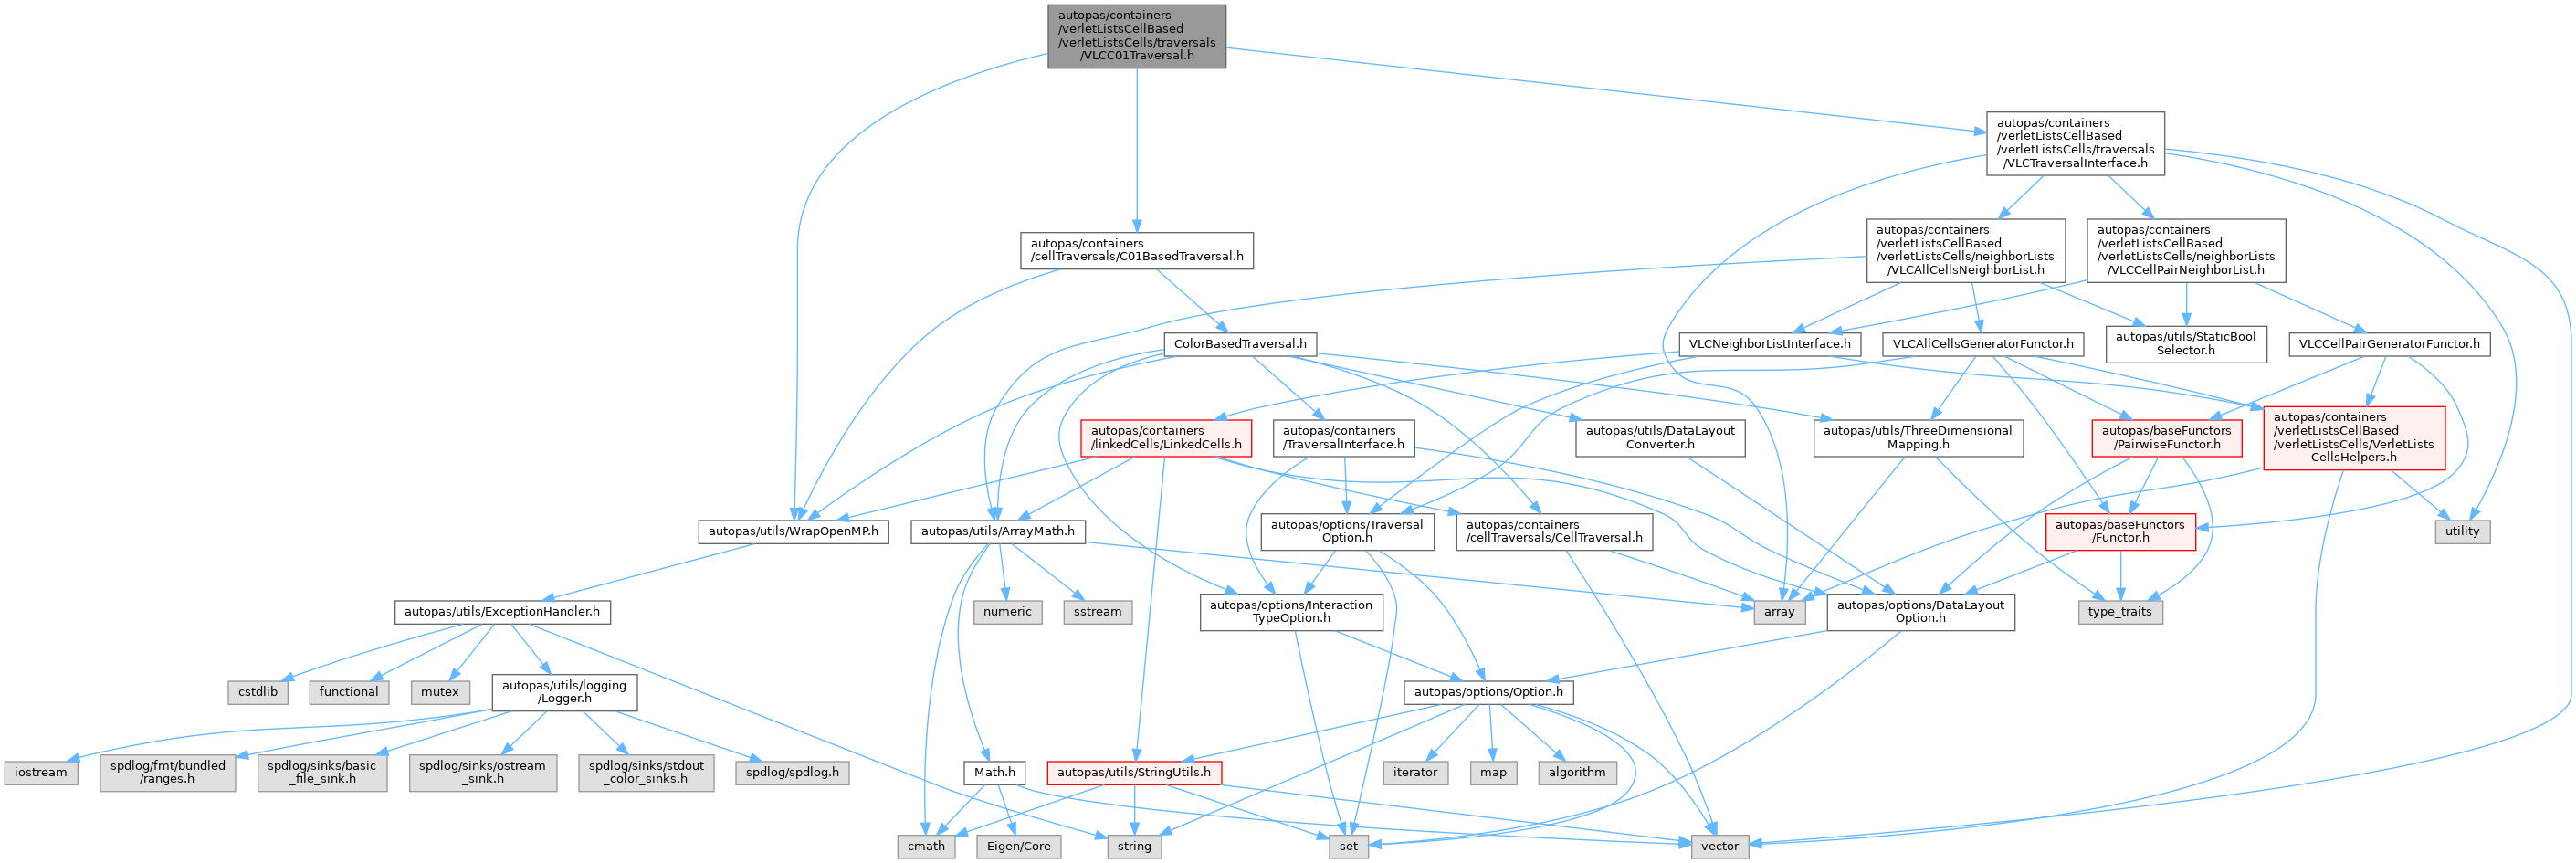 autopas/containers
/verletListsCellBased
/verletListsCells/traversals
/VLCC01Traversal.h
autopas/containers
/verletListsCellBased
/verletListsCells/traversals
/VLCTraversalInterface.h
autopas/containers
/cellTraversals/C01BasedTraversal.h
autopas/containers
/verletListsCellBased
/verletListsCells/neighborLists
/VLCAllCellsNeighborList.h
autopas/containers
/verletListsCellBased
/verletListsCells/neighborLists
/VLCCellPairNeighborList.h
ColorBasedTraversal.h
VLCNeighborListInterface.h
VLCAllCellsGeneratorFunctor.h
autopas/utils/StaticBool
Selector.h
VLCCellPairGeneratorFunctor.h
autopas/containers
/linkedCells/LinkedCells.h
autopas/containers
/TraversalInterface.h
autopas/utils/DataLayout
Converter.h
autopas/utils/ThreeDimensional
Mapping.h
autopas/baseFunctors
/PairwiseFunctor.h
autopas/containers
/verletListsCellBased
/verletListsCells/VerletLists
CellsHelpers.h
autopas/utils/WrapOpenMP.h
autopas/utils/ArrayMath.h
autopas/options/Traversal
Option.h
autopas/containers
/cellTraversals/CellTraversal.h
autopas/baseFunctors
/Functor.h
utility
autopas/utils/ExceptionHandler.h
numeric
sstream
autopas/options/Interaction
TypeOption.h
array
autopas/options/DataLayout
Option.h
type_traits
cstdlib
functional
mutex
autopas/utils/logging
/Logger.h
autopas/options/Option.h
iostream
spdlog/fmt/bundled
/ranges.h
spdlog/sinks/basic
_file_sink.h
spdlog/sinks/ostream
_sink.h
spdlog/sinks/stdout
_color_sinks.h
spdlog/spdlog.h
Math.h
autopas/utils/StringUtils.h
iterator
map
algorithm
cmath
Eigen/Core
string
set
vector